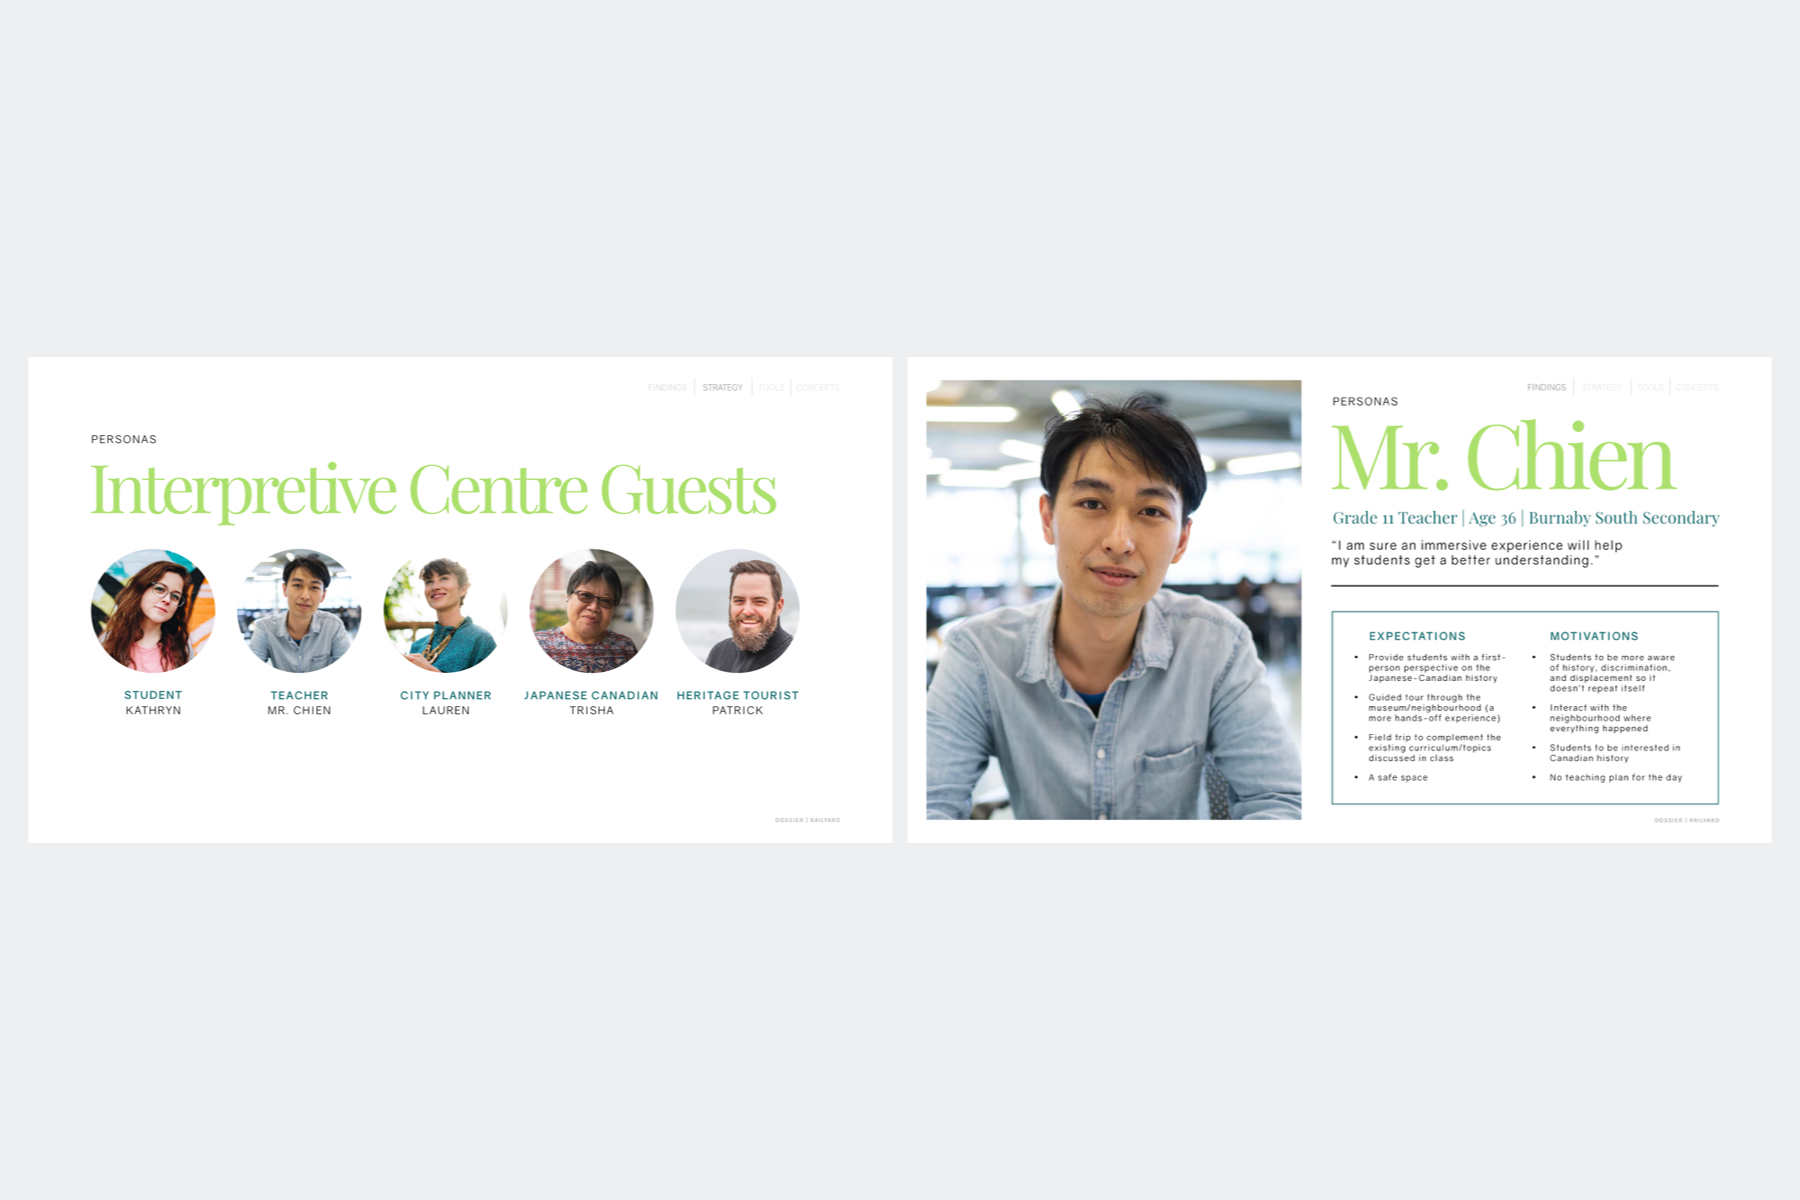 FINDINGS | STRATEGY | TOOLS | CONCEPTS
PERSONAS
Interpretive Centre Guests
STUDENT
KATHRYN
TEACHER
MR. CHIEN
CITY PLANNER
LAUREN
JAPANESE CANADIAN
TRISHA
HERITAGE TOURIST
PATRICK
DOSSIER | RAILYARD
FINDINGS | STRATEGY | TOOLS | CONCEPTS
PERSONAS
Mr. Chien
Grade 11 Teacher | Age 36 | Burnaby South Secondary
“I am sure an immersive experience will help
my students get a better understanding.”
EXPECTATIONS
• Provide students with a first-
person perspective on the
Japanese-Canadian history
• Guided tour through the
museum/neighbourhood (a
more hands-off experience)
• Field trip to complement the
existing curriculum/topics
discussed in class
• A safe space
MOTIVATIONS
• Students to be more aware
of history, discrimination,
and displacement so it
doesn't repeat itself
• Interact with the
neighbourhood where
everything happened
• Students to be interested in
Canadian history
• No teaching plan for the day
DOSSIER | RAILYARD